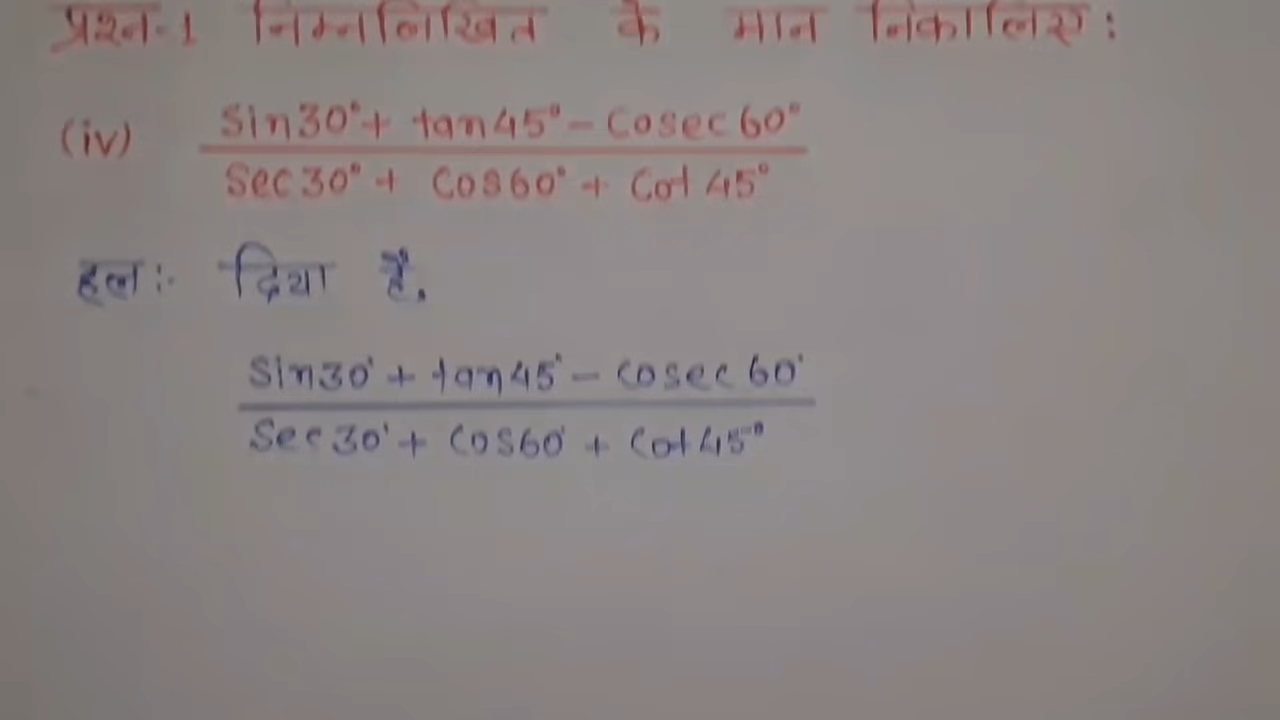 प्रश्न-1 निम्नलिखित के मान निकालिए :
(iv) Sin30° + tan45° - Cosec60°
Sec30° + Cos60° + Cot45°
हल:- दिया है,
Sin30° + tan45° - Cosec60°
Sec30° + Cos60° + Cot45°